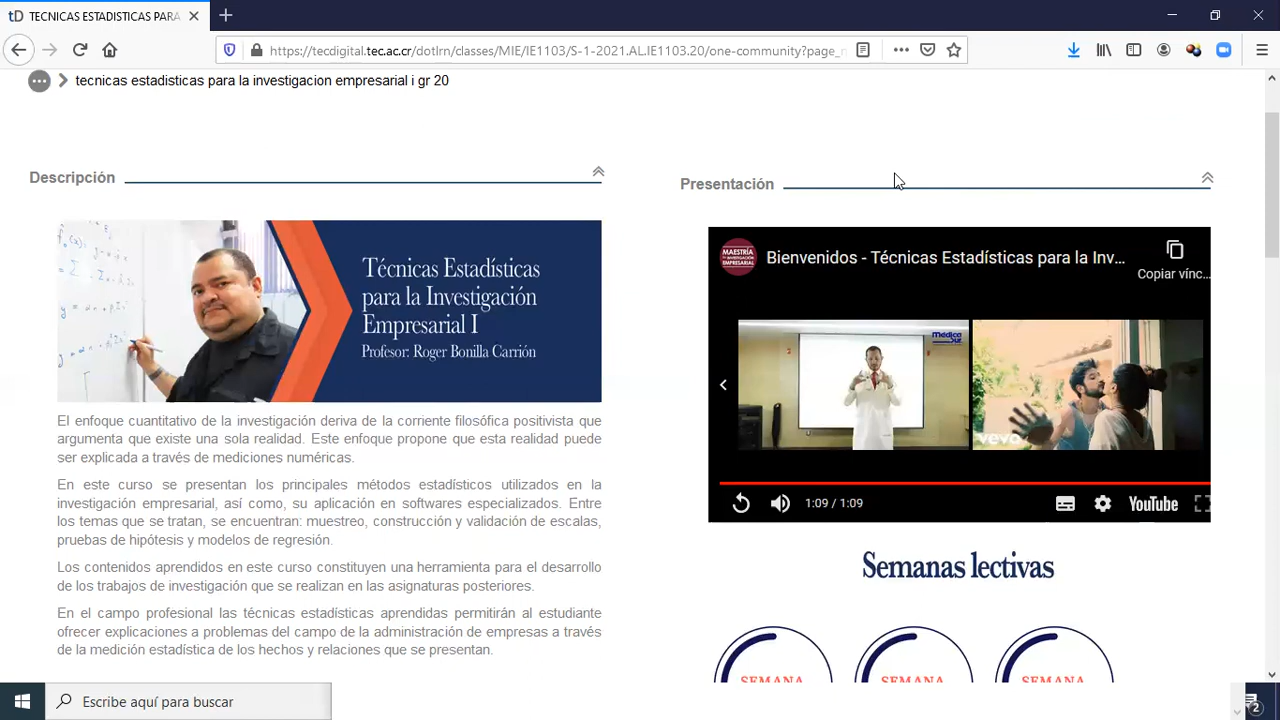 tD TECNICAS ESTADISTICAS PARA
https://tecdigital.tec.ac.cr/dotlrn/classes/MIE/IE1103/S-1-2021.AL.IE1103.20/one-community?page_n
tecnicas estadisticas para la investigacion empresarial i gr 20
Descripción
Presentación
Técnicas Estadísticas
para la Investigación
Empresarial I
Profesor: Roger Bonilla Carrión
El enfoque cuantitativo de la investigación deriva de la corriente filosófica positivista que
argumenta que existe una sola realidad. Este enfoque propone que esta realidad puede
ser explicada a través de mediciones numéricas.
En este curso se presentan los principales métodos estadísticos utilizados en la
investigación empresarial, así como, su aplicación en softwares especializados. Entre
los temas que se tratan, se encuentran: muestreo, construcción y validación de escalas,
pruebas de hipótesis y modelos de regresión.
Los contenidos aprendidos en este curso constituyen una herramienta para el desarrollo
de los trabajos de investigación que se realizan en las asignaturas posteriores.
En el campo profesional las técnicas estadísticas aprendidas permitirán al estudiante
ofrecer explicaciones a problemas del campo de la administración de empresas a través
de la medición estadística de los hechos y relaciones que se presentan.
MAESTRÍA
Bienvenidos - Técnicas Estadísticas para la Inv...
Copiar vínc...
Médica
Sur
vevo
1:09 / 1:09
YouTube
Semanas lectivas
SEMANA
SEMANA
SEMANA
Escribe aquí para buscar
2